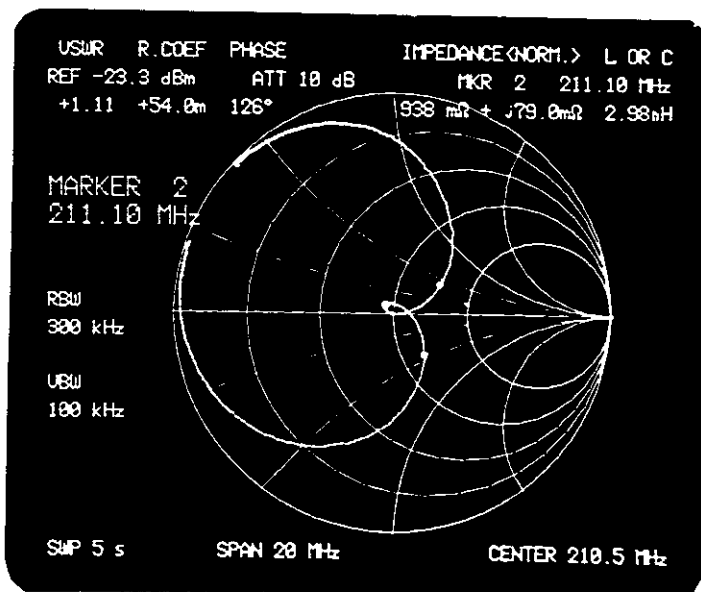 VSWR R.COEF PHASE IMPEDANCE<NORM.> L OR C
REF -23.3 dBm ATT 10 dB MKR 2 211.10 MHz
+1.11 +54.0m 126° 938 mΩ + j79.0mΩ 2.98nH
MARKER 2
211.10 MHz
RBW
300 kHz
VBW
100 kHz
SWP 5 s SPAN 20 MHz CENTER 210.5 MHz